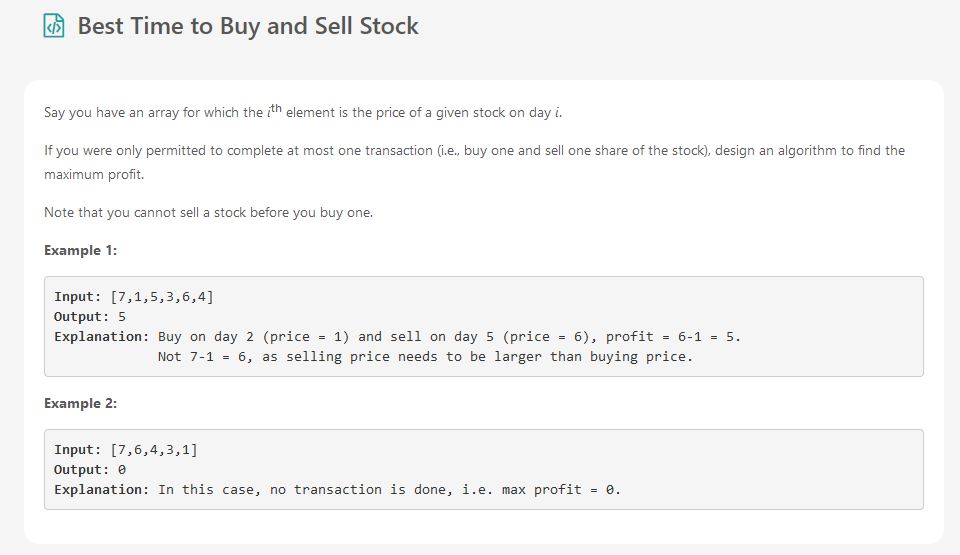 Best Time to Buy and Sell Stock
Say you have an array for which the ith element is the price of a given stock on day i.
If you were only permitted to complete at most one transaction (i.e., buy one and sell one share of the stock), design an algorithm to find the
maximum profit.
Note that you cannot sell a stock before you buy one.
Example 1:
Input: [7,1,5,3,6,4]
Output: 5
Explanation: Buy on day 2 (price = 1) and sell on day 5 (price = 6), profit = 6-1 = 5.
Not 7-1 = 6, as selling price needs to be larger than buying price.
Example 2:
Input: [7,6,4,3,1]
Output: 0
Explanation: In this case, no transaction is done, i.e. max profit = 0.